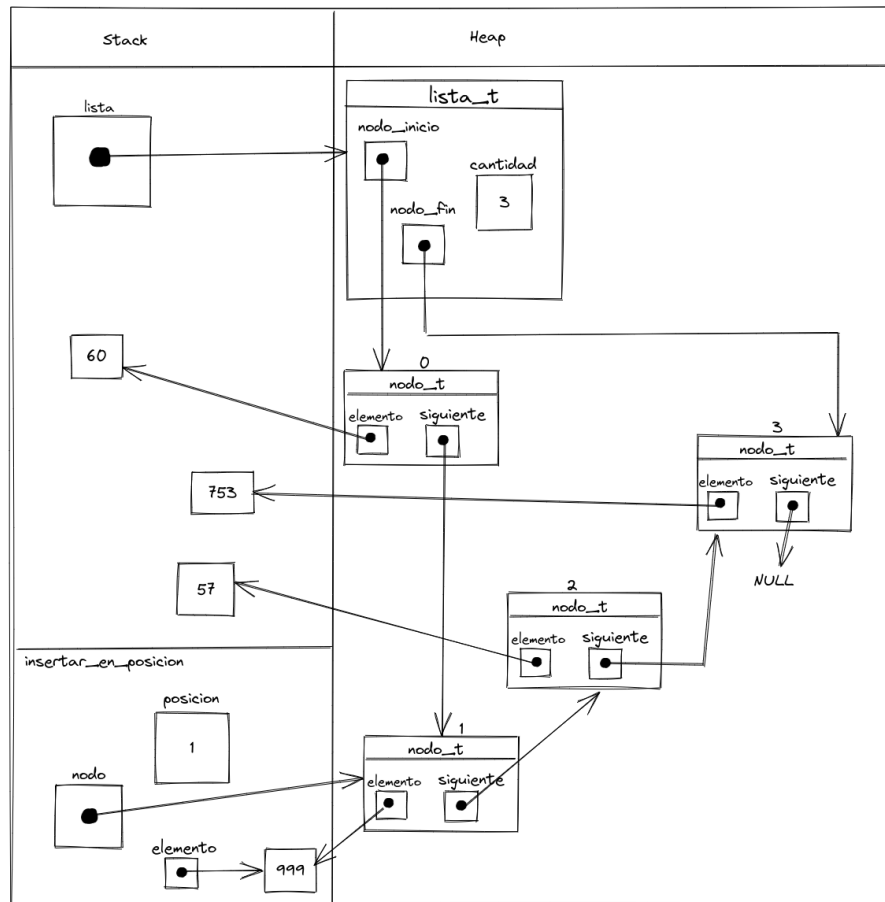 Stack
Heap
lista
lista_t
nodo_inicio
cantidad
3
nodo_fin
60
0
nodo_t
elemento siguiente
3
nodo_t
elemento siguiente
753
NULL
57
2
nodo_t
elemento siguiente
insertar_en_posicion
posicion
1
1
nodo_t
elemento siguiente
nodo
elemento
999